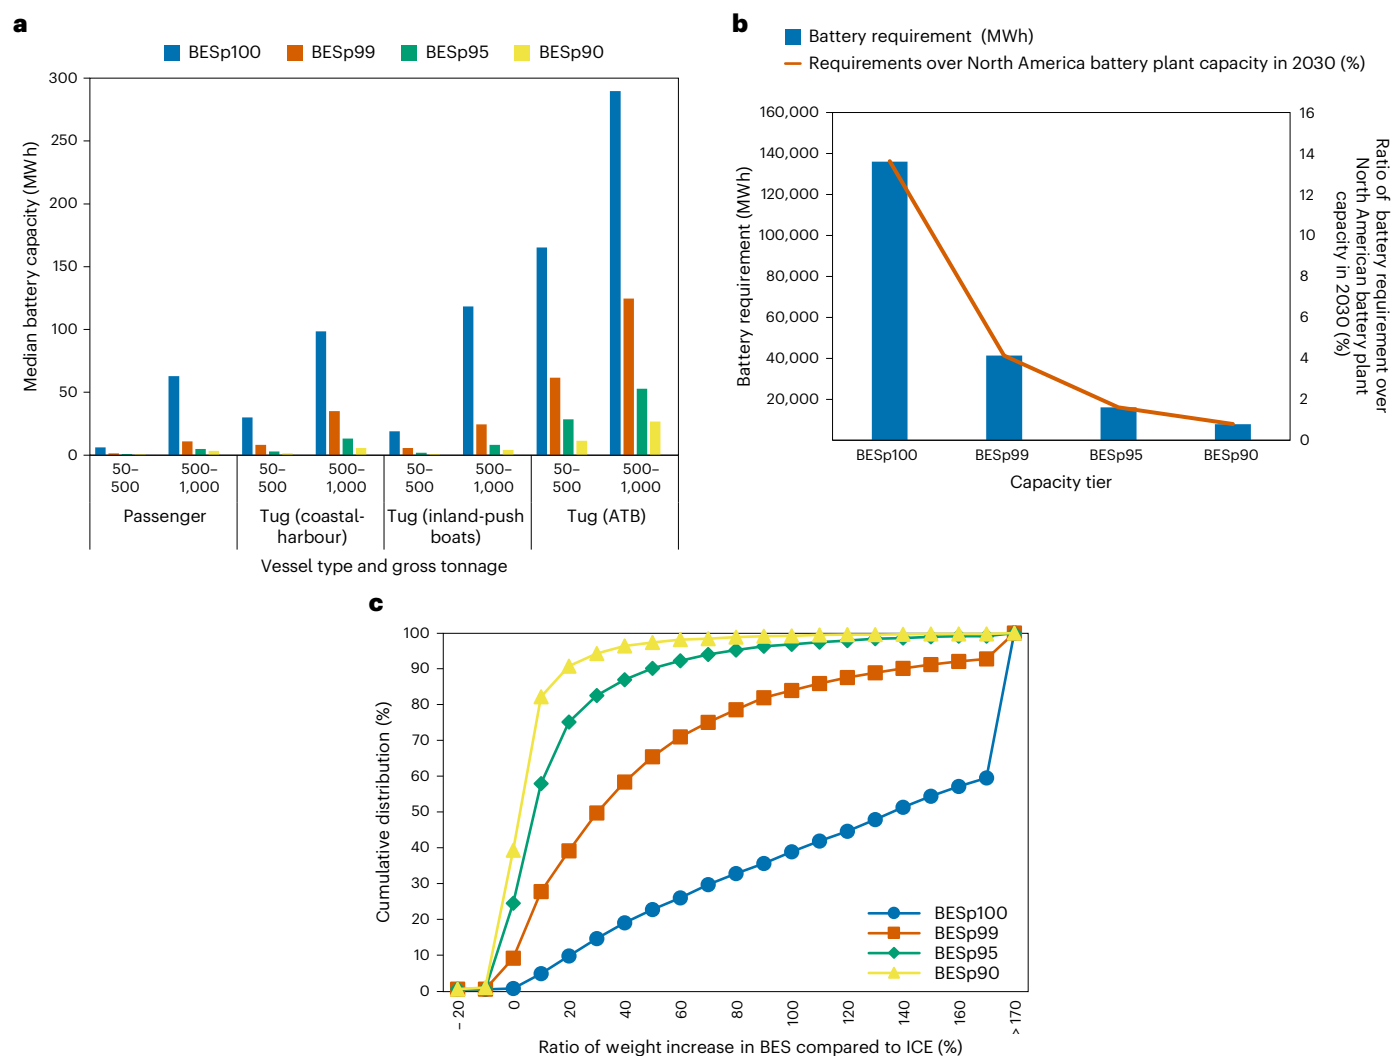 a
BESp100 BESp99 BESp95 BESp90
300
250
200
150
100
50
0
Median battery capacity (MWh)
50– 500– 50– 500– 50– 500– 50– 500–
500 1,000 500 1,000 500 1,000 500 1,000
Passenger
Tug (coastal-
harbour)
Tug (inland-push
boats)
Tug (ATB)
Vessel type and gross tonnage
b
Battery requirement (MWh)
Requirements over North America battery plant capacity in 2030 (%)
160,000
140,000
120,000
100,000
80,000
60,000
40,000
20,000
Battery requirement (MWh)
16
14
12
10
8
6
4
2
0
Ratio of battery requirement over
North American battery plant
capacity in 2030 (%)
BESp100 BESp99 BESp95 BESp90
Capacity tier
c
100
90
80
70
60
50
40
30
20
10
0
Cumulative distribution (%)
BESp100
BESp99
BESp95
BESp90
– 20 0 20 40 60 80 100 120 140 160 >170
Ratio of weight increase in BES compared to ICE (%)